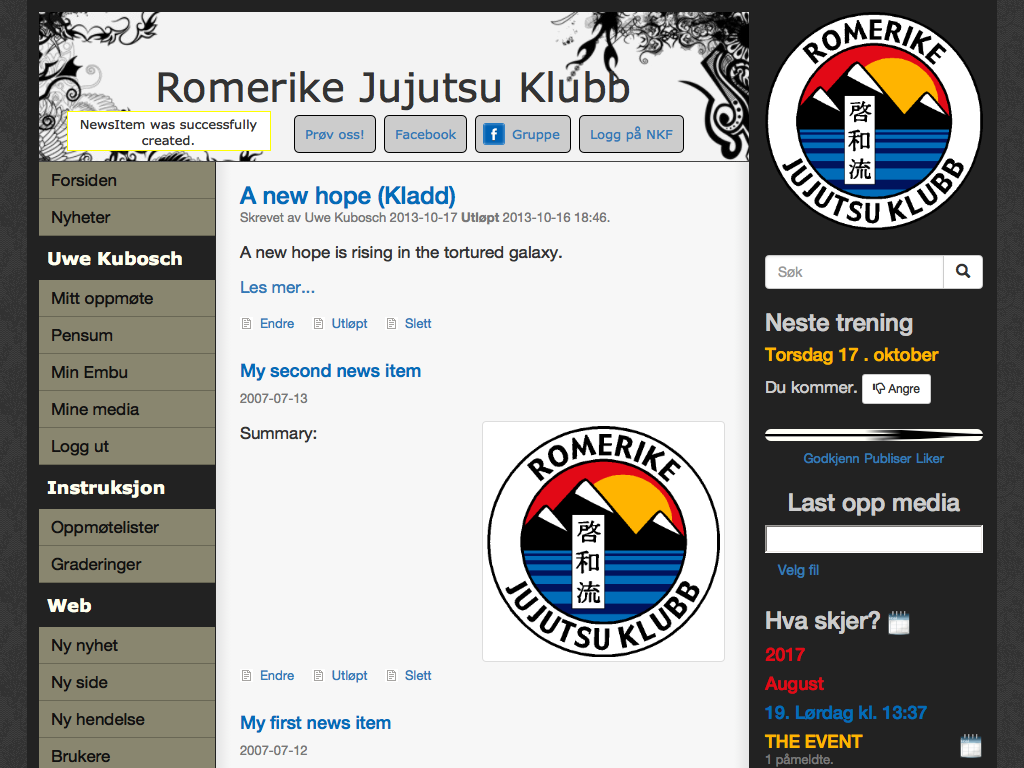 Romerike Jujutsu Klubb
NewsItem was successfully
created.
Prøv oss!
Facebook
f Gruppe
Logg på NKF
Forsiden
Nyheter
Uwe Kubosch
Mitt oppmøte
Pensum
Min Embu
Mine media
Logg ut
Instruksjon
Oppmøtelister
Graderinger
Web
Ny nyhet
Ny side
Ny hendelse
Brukere
A new hope (Kladd)
Skrevet av Uwe Kubosch 2013-10-17 Utløpt 2013-10-16 18:46.
A new hope is rising in the tortured galaxy.
Les mer...
Endre Utløpt Slett
My second news item
2007-07-13
Summary:
ROMERIKE
啓和流
JUJUTSU KLUBB
Endre Utløpt Slett
My first news item
2007-07-12
ROMERIKE
啓和流
JUJUTSU KLUBB
Søk
Neste trening
Torsdag 17 . oktober
Du kommer. Angre
Godkjenn Publiser Liker
Last opp media
Velg fil
Hva skjer?
2017
August
19. Lørdag kl. 13:37
THE EVENT
1 påmeldte.